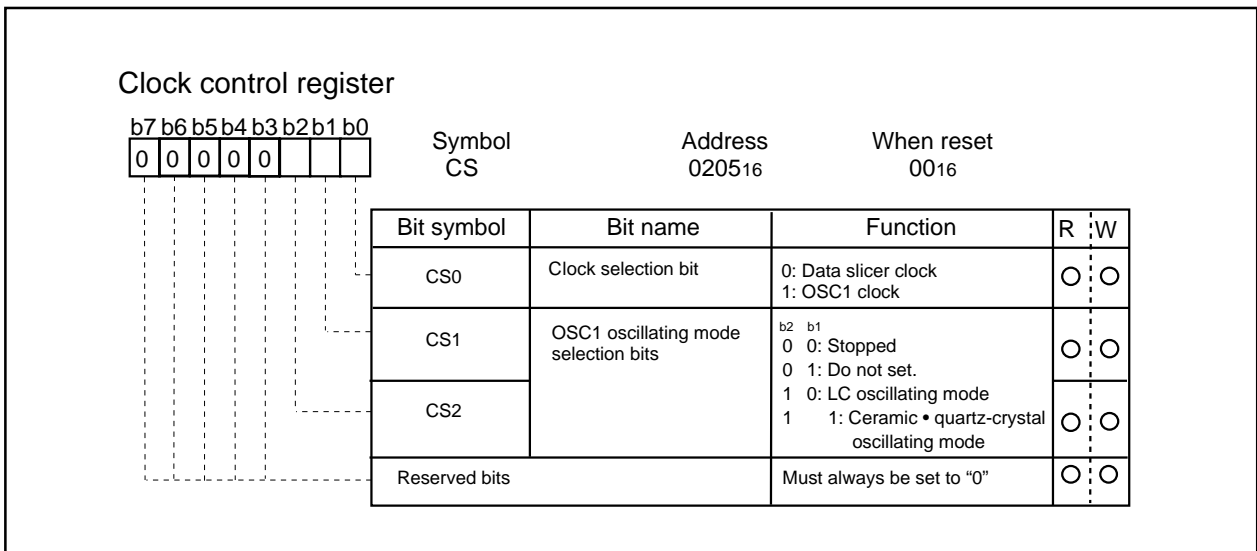 Clock control register
b7 b6 b5 b4 b3 b2 b1 b0
0 0 0 0 0
Symbol Address When reset
CS 020516 0016
Bit symbol Bit name Function R W
CS0 Clock selection bit 0: Data slicer clock
1: OSC1 clock
CS1 OSC1 oscillating mode
selection bits
b2 b1
0 0: Stopped
0 1: Do not set.
1 0: LC oscillating mode
1 1: Ceramic • quartz-crystal
oscillating mode
CS2
Reserved bits Must always be set to “0”